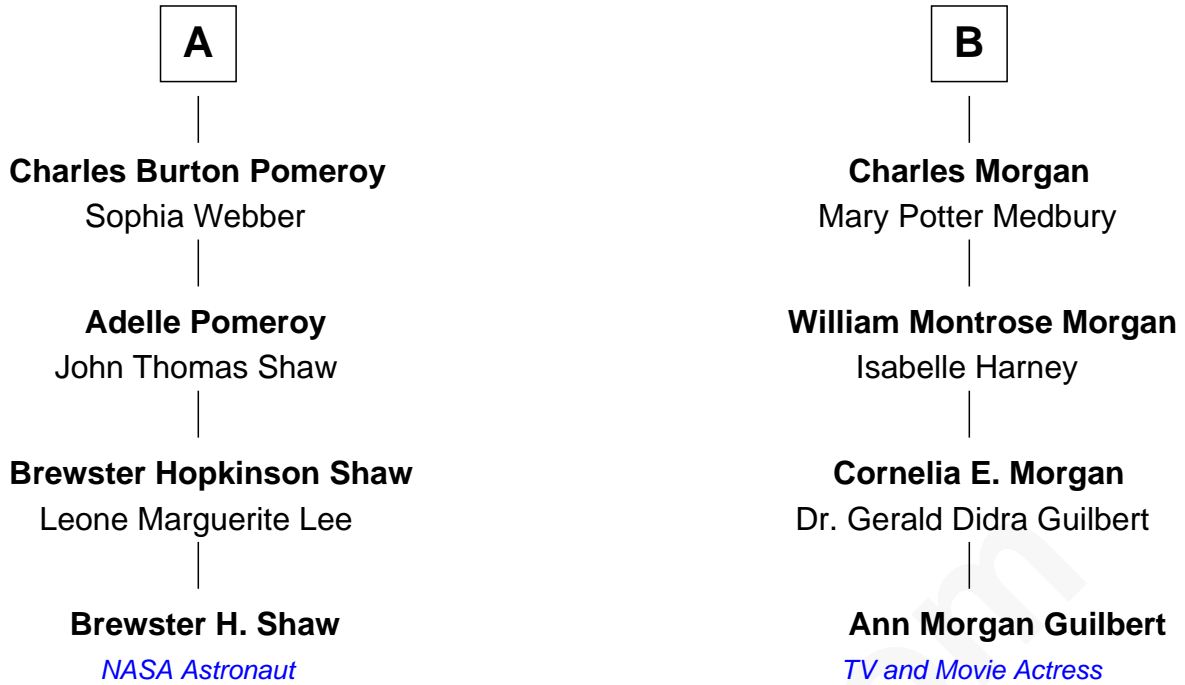 A
Charles Burton Pomeroy
Sophia Webber
Adelle Pomeroy
John Thomas Shaw
Brewster Hopkinson Shaw
Leone Marguerite Lee
Brewster H. Shaw
NASA Astronaut
B
Charles Morgan
Mary Potter Medbury
William Montrose Morgan
Isabelle Harney
Cornelia E. Morgan
Dr. Gerald Didra Guilbert
Ann Morgan Guilbert
TV and Movie Actress